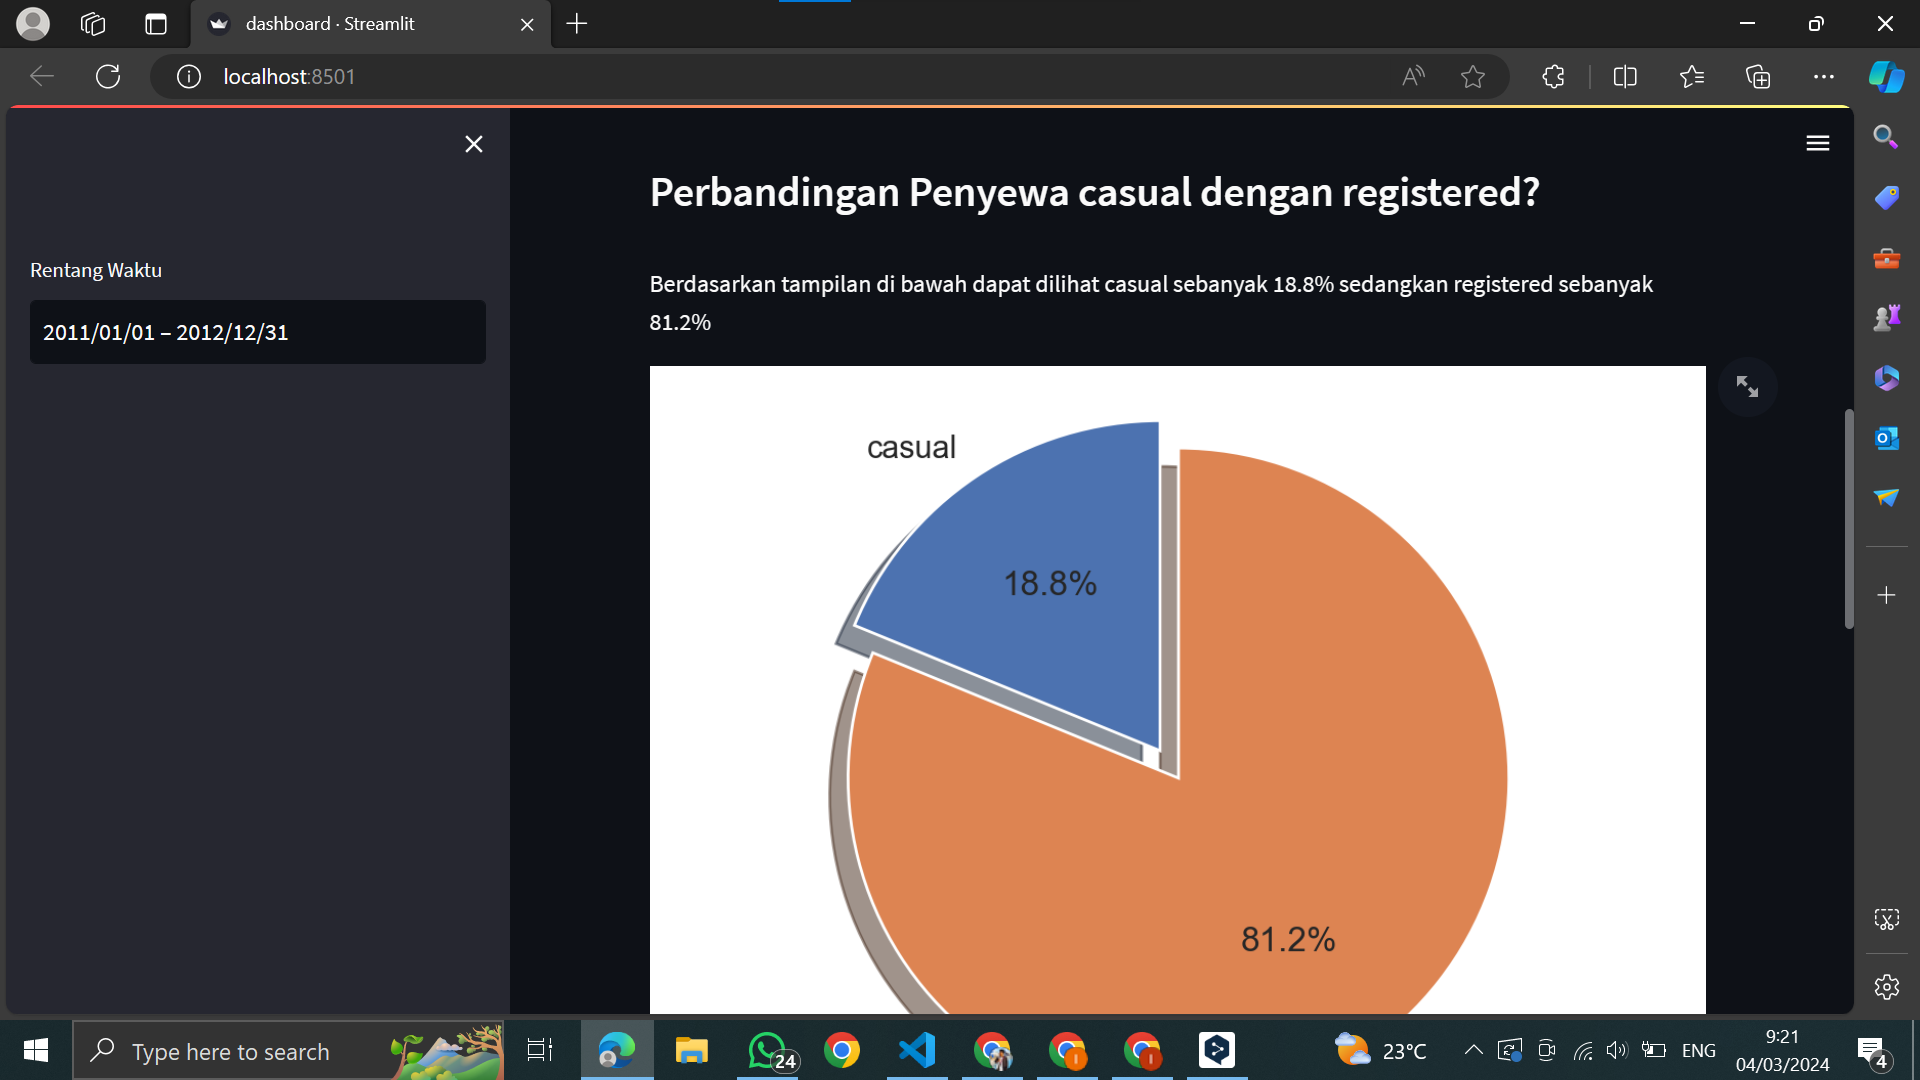 dashboard · Streamlit
localhost:8501
Perbandingan Penyewa casual dengan registered?
Rentang Waktu
2011/01/01 – 2012/12/31
Berdasarkan tampilan di bawah dapat dilihat casual sebanyak 18.8% sedangkan registered sebanyak
81.2%
casual
18.8%
81.2%
Type here to search
24
23°C
ENG
9:21
04/03/2024
4